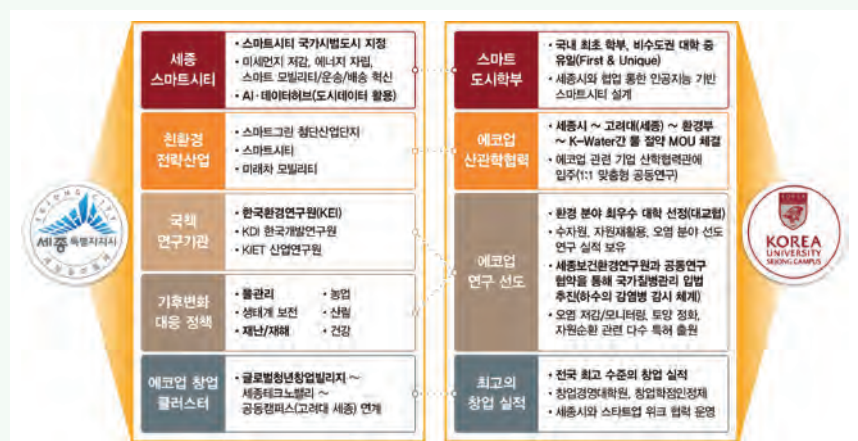 세종
스마트시티
• 스마트시티 국가시범도시 지정
• 미세먼지 저감, 에너지 자립,
스마트 모빌리티/운송/배송 혁신
• AI·데이터허브(도시데이터 활용)
친환경
전략산업
• 스마트그린 첨단산업단지
• 스마트시티
• 미래차 모빌리티
국책
연구기관
• 한국환경연구원(KEI)
• KDI 한국개발연구원
• KIET 산업연구원
기후변화
대응 정책
• 물관리 • 농업
• 생태계 보전 • 산림
• 재난/재해 • 건강
에코업 창업
클러스터
• 글로벌청년창업빌리지 ~
세종테크노밸리 ~
공동캠퍼스(고려대 세종) 연계
SEJONG CITY
세종특별자치시
스마트
도시학부
• 국내 최초 학부, 비수도권 대학 중
유일(First & Unique)
• 세종시와 협업 통한 인공지능 기반
스마트시티 설계
에코업
산관학협력
• 세종시 ~ 고려대(세종) ~ 환경부
~ K-Water간 물 절약 MOU 체결
• 에코업 관련 기업 산학협력관에
입주(1:1 맞춤형 공동연구)
에코업
연구 선도
• 환경 분야 최우수 대학 선정(대교협)
• 수자원, 자원재활용, 오염 분야 선도
연구 실적 보유
• 세종보건환경연구원과 공동연구
협약을 통해 국가질병관리 입법
추진(하수의 감염병 감시 체계)
• 오염 저감/모니터링, 토양 정화,
자원순환 관련 다수 특허 출원
최고의
창업 실적
• 전국 최고 수준의 창업 실적
• 창업경영대학원, 창업학점인정제
• 세종시와 스타트업 위크 협력 운영
KOREA
UNIVERSITY
SEJONG CAMPUS